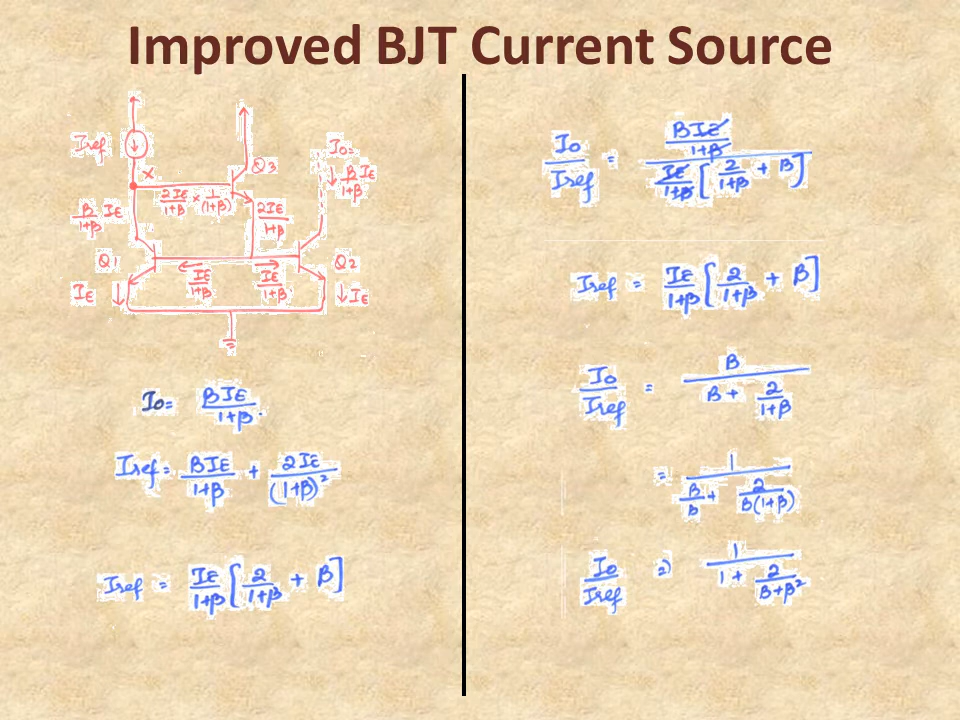 Improved BJT Current Source
Iref
X
Q3
Io=
↓ β/1+β IE
2IE/1+β × 1/(1+β)
2IE/1+β
β/1+β IE
Q1
Q2
IE ↓
IE/1+β
IE/1+β
↓ IE
Io = βIE/1+β.
Iref = βIE/1+β + 2IE/(1+β)²
Iref = IE/1+β [2/1+β + β]
Io/Iref = βIE/1+β / IE/1+β [2/1+β + β]
Iref = IE/1+β [2/1+β + β]
Io/Iref = β / β + 2/1+β
= 1 / β/β + 2/β(1+β)
Io/Iref => 1 / 1 + 2/β+β²